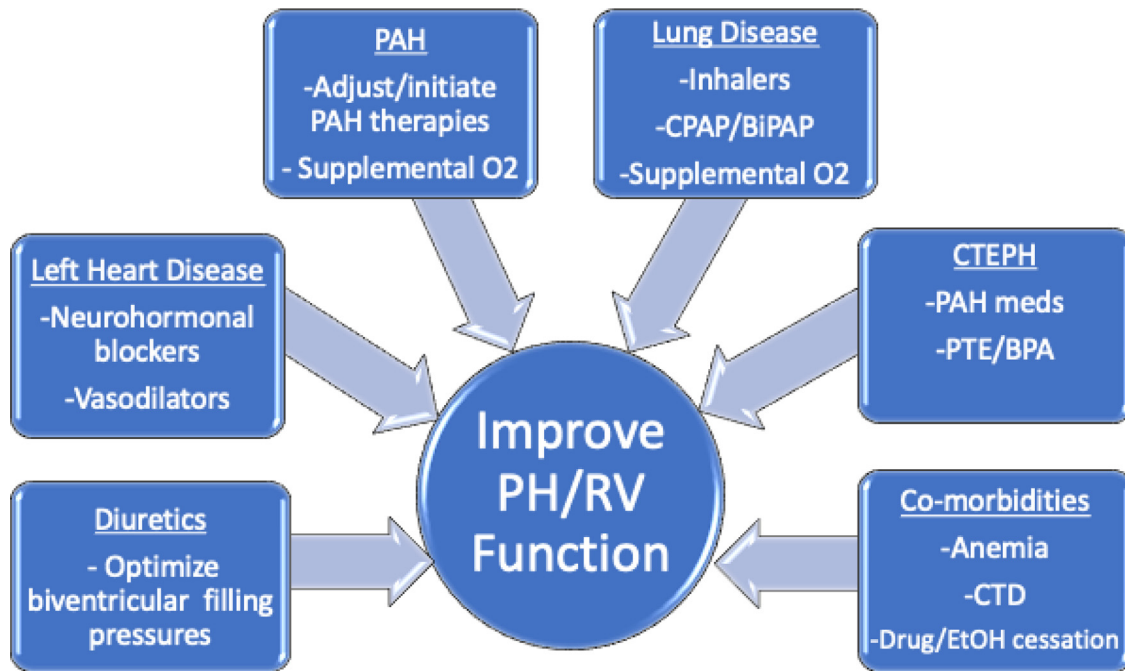 PAH
-Adjust/initiate
PAH therapies
- Supplemental O2
Lung Disease
-Inhalers
-CPAP/BiPAP
-Supplemental O2
Left Heart Disease
-Neurohormonal
blockers
-Vasodilators
CTEPH
-PAH meds
-PTE/BPA
Diuretics
- Optimize
biventricular filling
pressures
Co-morbidities
-Anemia
-CTD
-Drug/EtOH cessation
Improve
PH/RV
Function